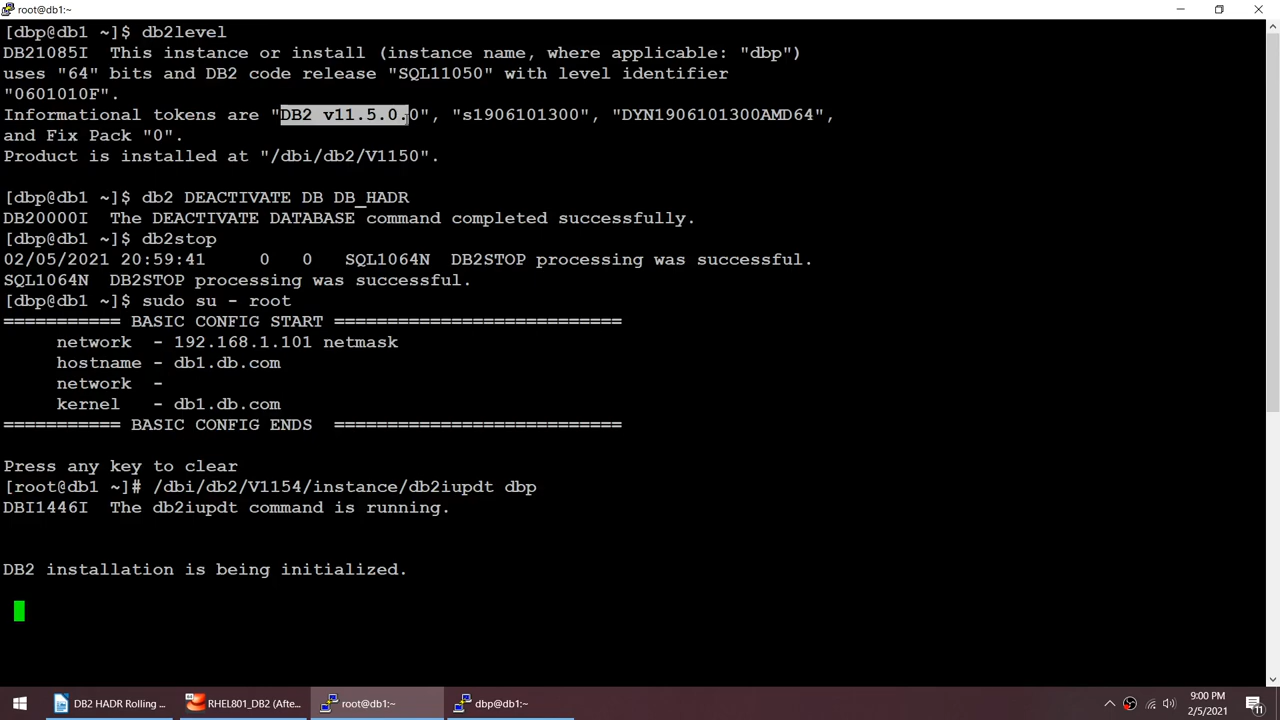 root@db1:~
[dbp@db1 ~]$ db2level
DB21085I  This instance or install (instance name, where applicable: "dbp")
uses "64" bits and DB2 code release "SQL11050" with level identifier
"0601010F".
Informational tokens are "DB2 v11.5.0.0", "s1906101300", "DYN1906101300AMD64",
and Fix Pack "0".
Product is installed at "/dbi/db2/V1150".
[dbp@db1 ~]$ db2 DEACTIVATE DB DB_HADR
DB20000I  The DEACTIVATE DATABASE command completed successfully.
[dbp@db1 ~]$ db2stop
02/05/2021 20:59:41     0   0   SQL1064N  DB2STOP processing was successful.
SQL1064N  DB2STOP processing was successful.
[dbp@db1 ~]$ sudo su - root
=========== BASIC CONFIG START ===========================
     network  - 192.168.1.101 netmask
     hostname - db1.db.com
     network  -
     kernel   - db1.db.com
=========== BASIC CONFIG ENDS  ===========================
Press any key to clear
[root@db1 ~]# /dbi/db2/V1154/instance/db2iupdt dbp
DBI1446I  The db2iupdt command is running.
DB2 installation is being initialized.
DB2 HADR Rolling ...
RHEL801_DB2 (Afte...
root@db1:~
dbp@db1:~
9:00 PM
2/5/2021